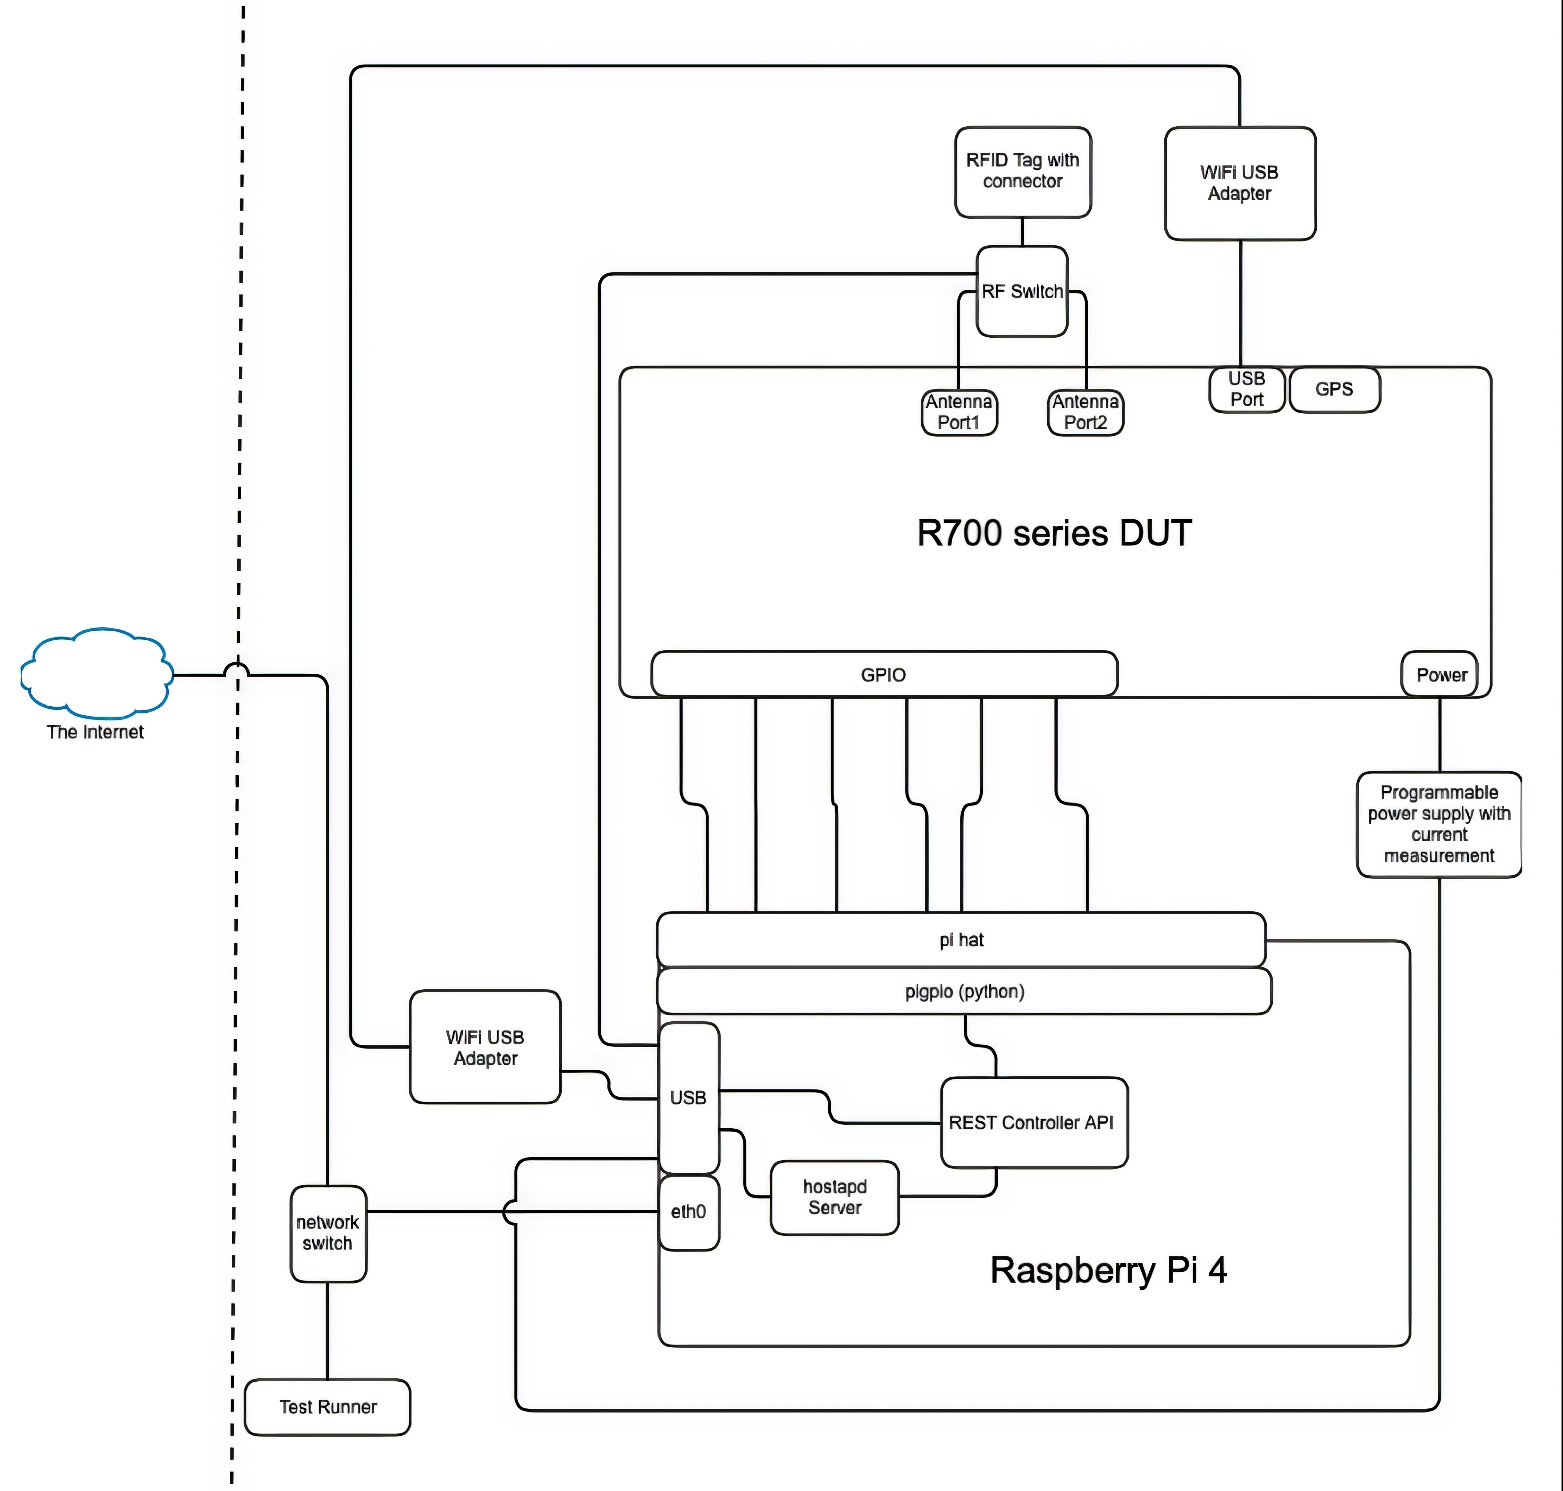 RFID Tag with
connector
WiFi USB
Adapter
RF Switch
USB
Port
GPS
Antenna
Port1
Antenna
Port2
R700 series DUT
GPIO
Power
The Internet
Programmable
power supply with
current
measurement
pi hat
pigpio (python)
WiFi USB
Adapter
USB
REST Controller API
hostapd
Server
eth0
network
switch
Raspberry Pi 4
Test Runner